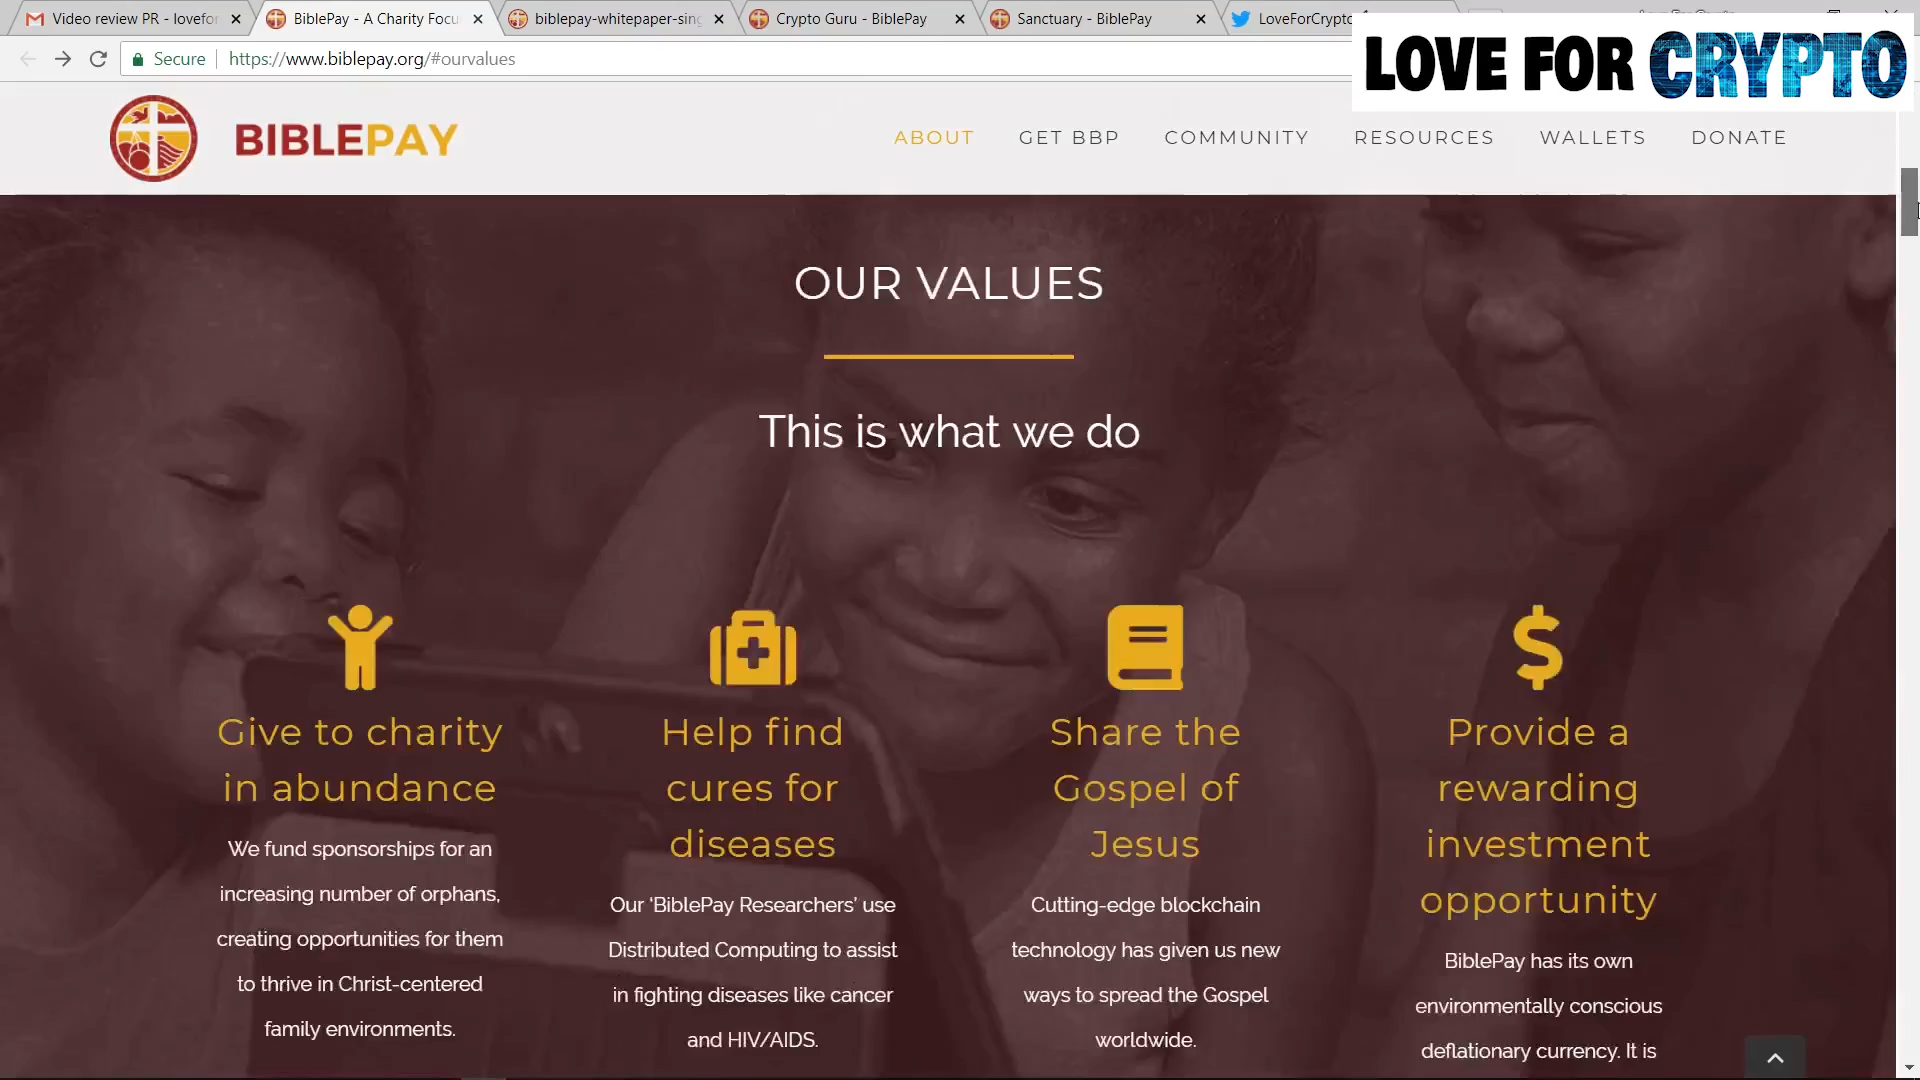 Video review PR - lovefor
BiblePay - A Charity Focu
biblepay-whitepaper-sing
Crypto Guru - BiblePay
Sanctuary - BiblePay
LoveForCrypto
Secure
https://www.biblepay.org/#ourvalues
LOVE FOR CRYPTO
BIBLEPAY
ABOUT
GET BBP
COMMUNITY
RESOURCES
WALLETS
DONATE
OUR VALUES
This is what we do
Give to charity
in abundance
We fund sponsorships for an
increasing number of orphans,
creating opportunities for them
to thrive in Christ-centered
family environments.
Help find
cures for
diseases
Our ‘BiblePay Researchers’ use
Distributed Computing to assist
in fighting diseases like cancer
and HIV/AIDS.
Share the
Gospel of
Jesus
Cutting-edge blockchain
technology has given us new
ways to spread the Gospel
worldwide.
Provide a
rewarding
investment
opportunity
BiblePay has its own
environmentally conscious
deflationary currency. It is